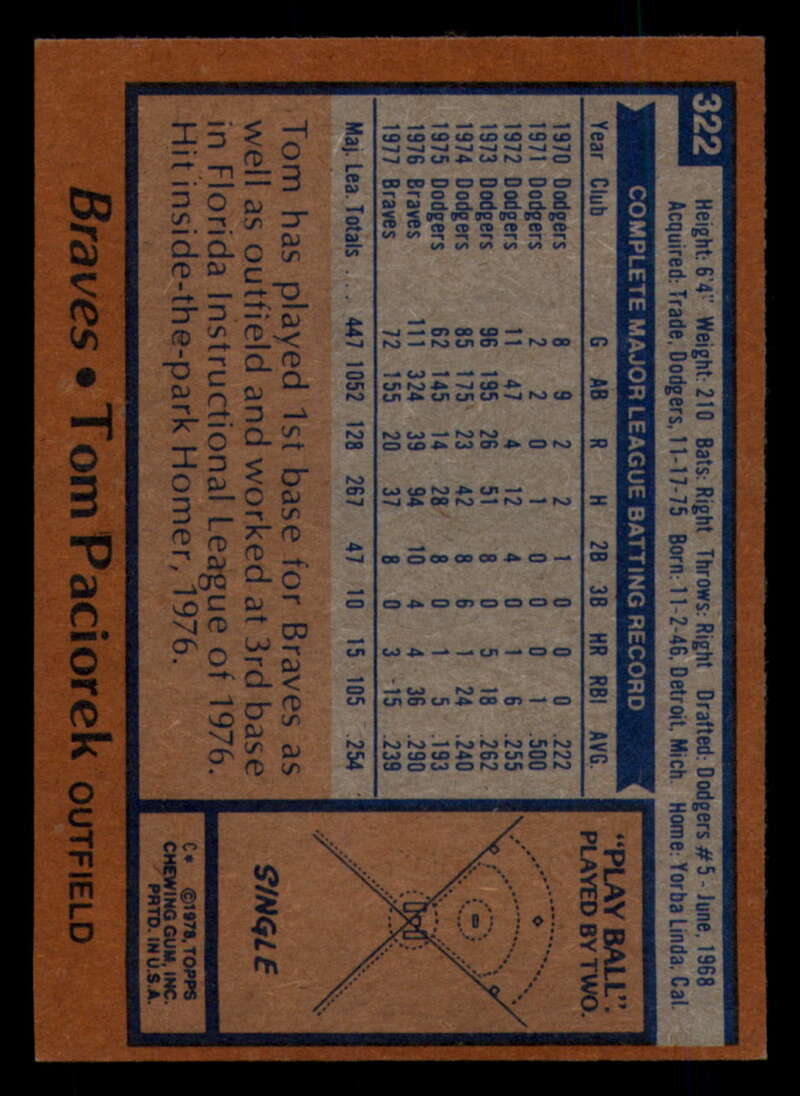 322
Height: 6'4" Weight: 210 Bats: Right Throws: Right Drafted: Dodgers #5 - June, 1968
Acquired: Trade, Dodgers, 11-17-75 Born: 11-2-46, Detroit, Mich. Home: Yorba Linda, Cal.
COMPLETE MAJOR LEAGUE BATTING RECORD
Year Club G AB R H 2B 3B HR RBI AVG.
1970 Dodgers 8 9 2 2 1 0 0 0 .222
1971 Dodgers 2 2 0 1 0 0 0 1 .500
1972 Dodgers 11 47 4 12 4 0 1 6 .255
1973 Dodgers 96 195 26 51 8 0 5 18 .262
1974 Dodgers 85 175 23 42 8 6 1 24 .240
1975 Dodgers 62 145 14 28 8 0 1 5 .193
1976 Braves 111 324 39 94 10 4 4 36 .290
1977 Braves 72 155 20 37 8 0 3 15 .239
Maj. Lea. Totals ... 447 1052 128 267 47 10 15 105 .254
Tom has played 1st base for Braves as
well as outfield and worked at 3rd base
in Florida Instructional League of 1976.
Hit inside-the-park Homer, 1976.
"PLAY BALL".
PLAYED BY TWO.
SINGLE
C* ©1978, TOPPS
CHEWING GUM, INC.
PRTD. IN U.S.A.
Braves • Tom Paciorek OUTFIELD